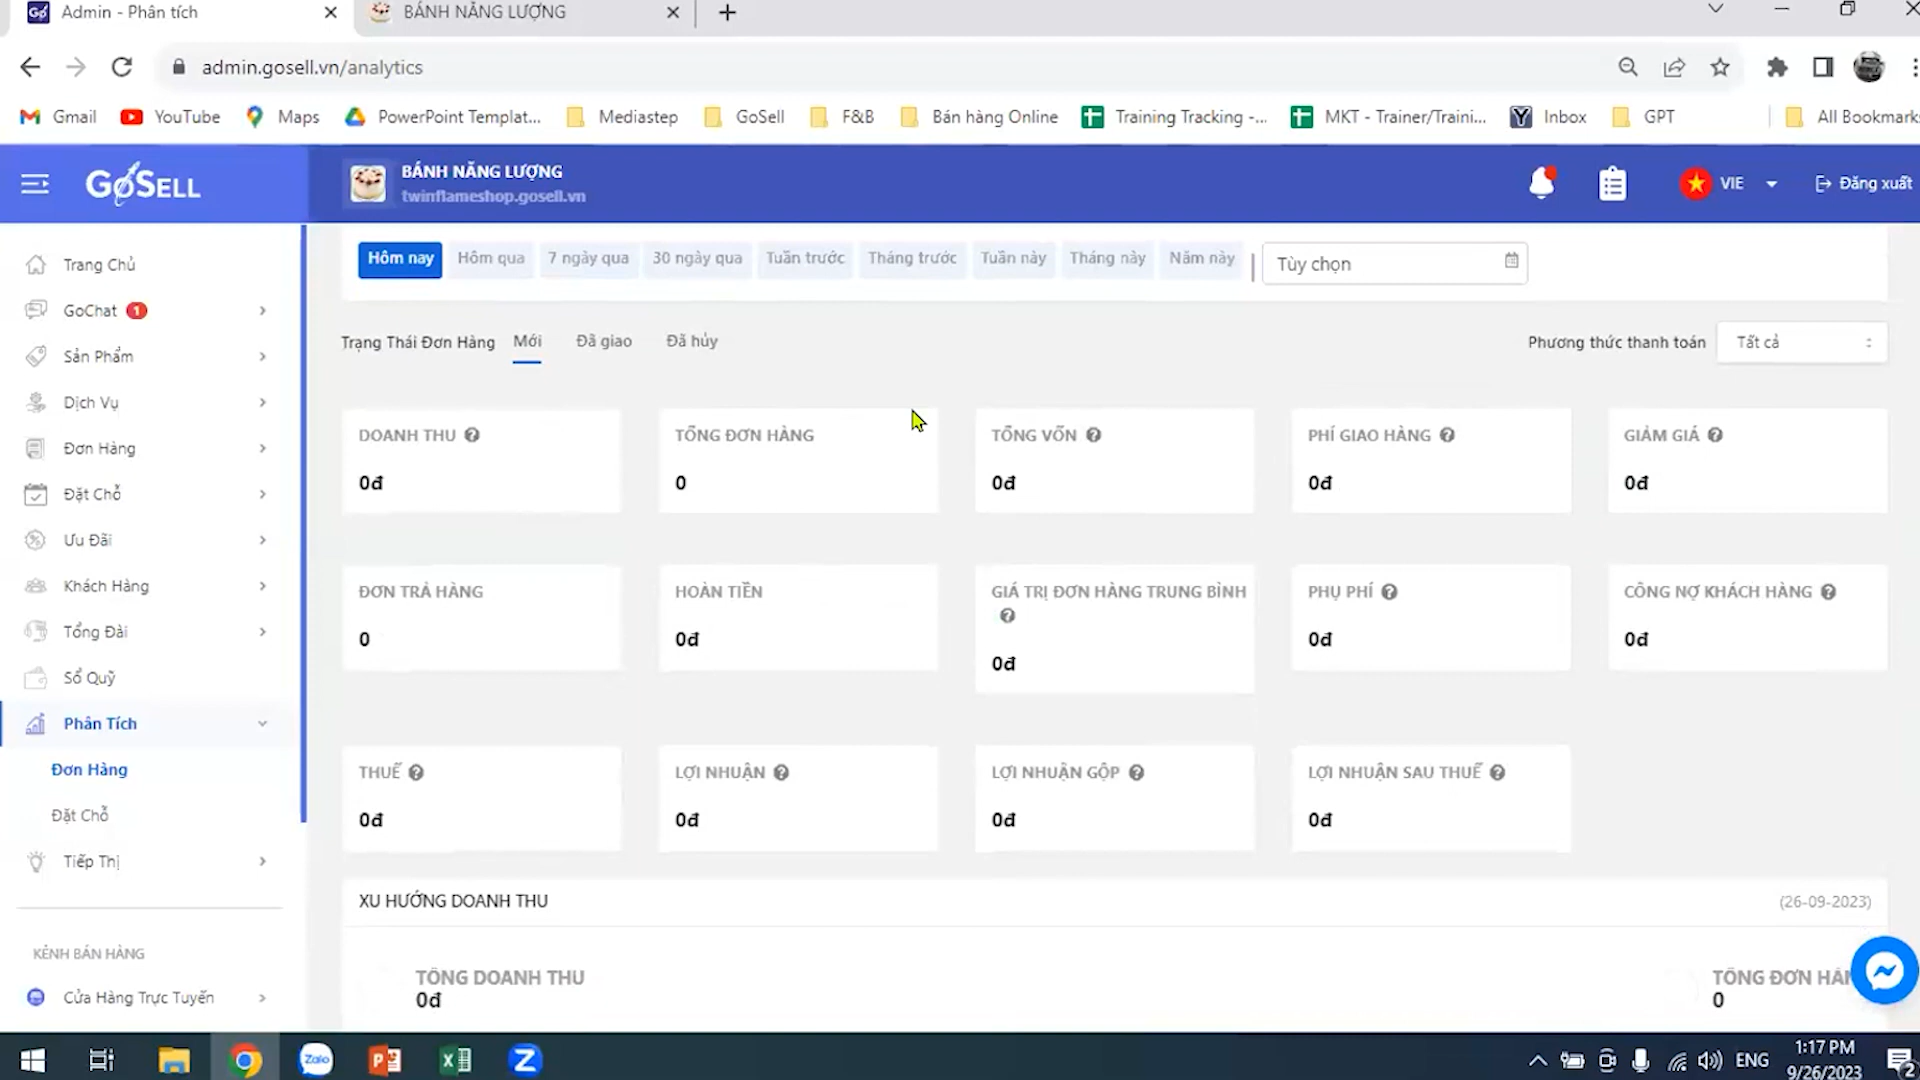 Admin - Phân tích
BÁNH NĂNG LƯỢNG
admin.gosell.vn/analytics
Gmail
YouTube
Maps
PowerPoint Templat...
Mediastep
GoSell
F&B
Bán hàng Online
Training Tracking -...
MKT - Trainer/Traini...
Inbox
GPT
All Bookmarks
GOSELL
BÁNH NĂNG LƯỢNG
twinflameshop.gosell.vn
VIE
Đăng xuất
Trang Chủ
GoChat 1
Sản Phẩm
Dịch Vụ
Đơn Hàng
Đặt Chỗ
Ưu Đãi
Khách Hàng
Tổng Đài
Sổ Quỹ
Phân Tích
Đơn Hàng
Đặt Chỗ
Tiếp Thị
KÊNH BÁN HÀNG
Cửa Hàng Trực Tuyến
Hôm nay
Hôm qua
7 ngày qua
30 ngày qua
Tuần trước
Tháng trước
Tuần này
Tháng này
Năm này
Tùy chọn
Trạng Thái Đơn Hàng
Mới
Đã giao
Đã hủy
Phương thức thanh toán
Tất cả
DOANH THU
0đ
TỔNG ĐƠN HÀNG
0
TỔNG VỐN
0đ
PHÍ GIAO HÀNG
0đ
GIẢM GIÁ
0đ
ĐƠN TRẢ HÀNG
0
HOÀN TIỀN
0đ
GIÁ TRỊ ĐƠN HÀNG TRUNG BÌNH
0đ
PHỤ PHÍ
0đ
CÔNG NỢ KHÁCH HÀNG
0đ
THUẾ
0đ
LỢI NHUẬN
0đ
LỢI NHUẬN GỘP
0đ
LỢI NHUẬN SAU THUẾ
0đ
XU HƯỚNG DOANH THU
(26-09-2023)
TỔNG DOANH THU
0đ
TỔNG ĐƠN HÀN
0
Zalo
ENG
1:17 PM
9/26/2023
2